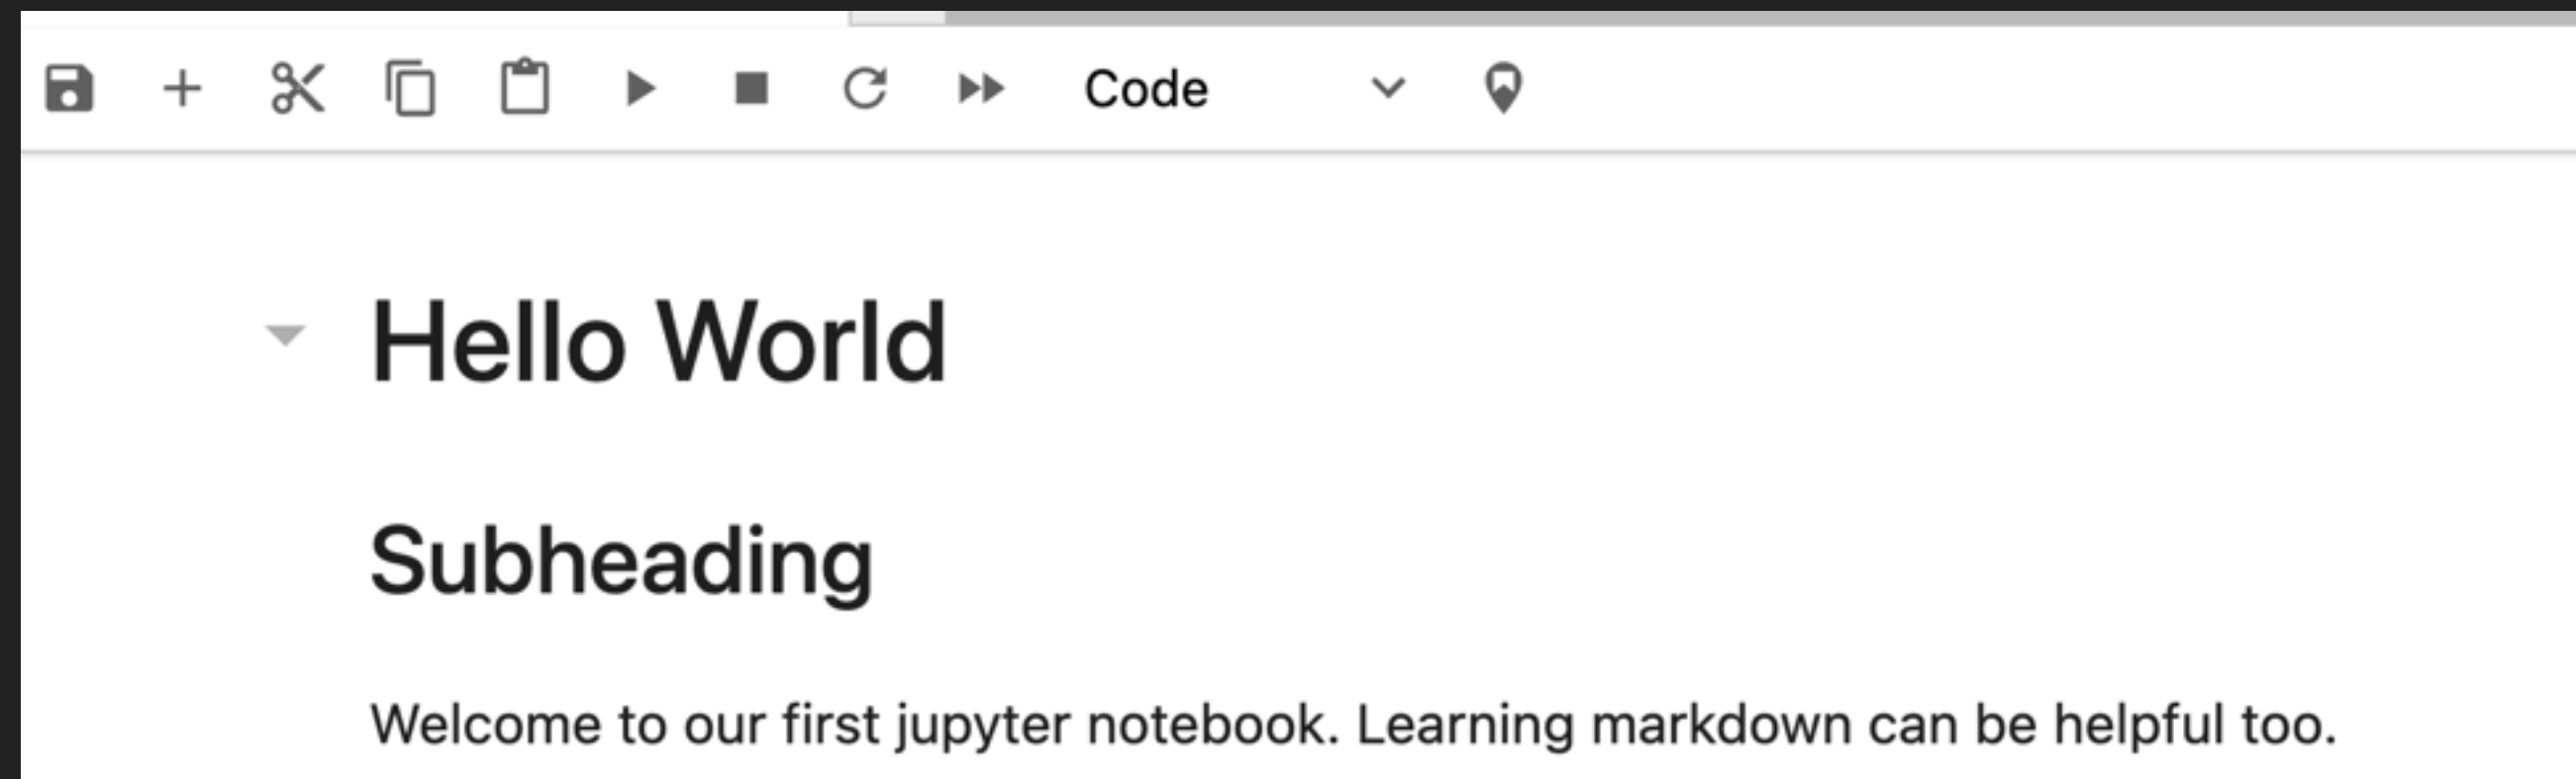 Code
Hello World
Subheading
Welcome to our first jupyter notebook. Learning markdown can be helpful too.